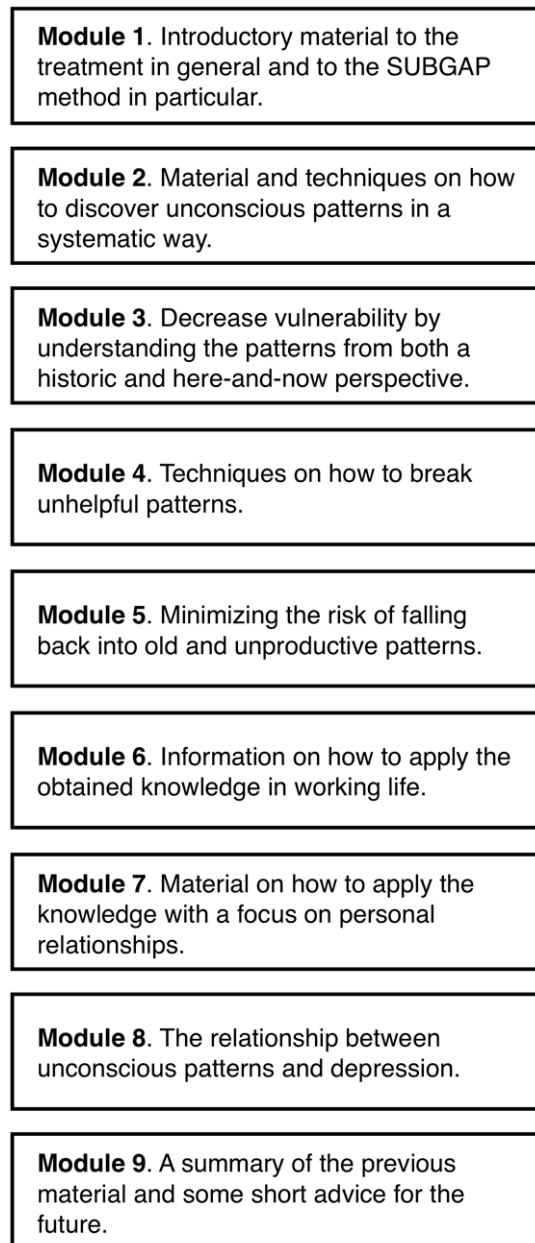 Module 1. Introductory material to the
treatment in general and to the SUBGAP
method in particular.
Module 2. Material and techniques on how
to discover unconscious patterns in a
systematic way.
Module 3. Decrease vulnerability by
understanding the patterns from both a
historic and here-and-now perspective.
Module 4. Techniques on how to break
unhelpful patterns.
Module 5. Minimizing the risk of falling
back into old and unproductive patterns.
Module 6. Information on how to apply the
obtained knowledge in working life.
Module 7. Material on how to apply the
knowledge with a focus on personal
relationships.
Module 8. The relationship between
unconscious patterns and depression.
Module 9. A summary of the previous
material and some short advice for the
future.